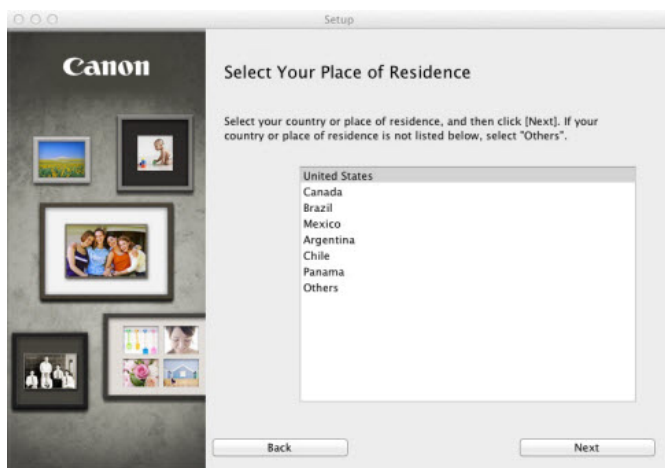 Setup
Canon
Select Your Place of Residence
Select your country or place of residence, and then click [Next]. If your
country or place of residence is not listed below, select "Others".
United States
Canada
Brazil
Mexico
Argentina
Chile
Panama
Others
Back
Next